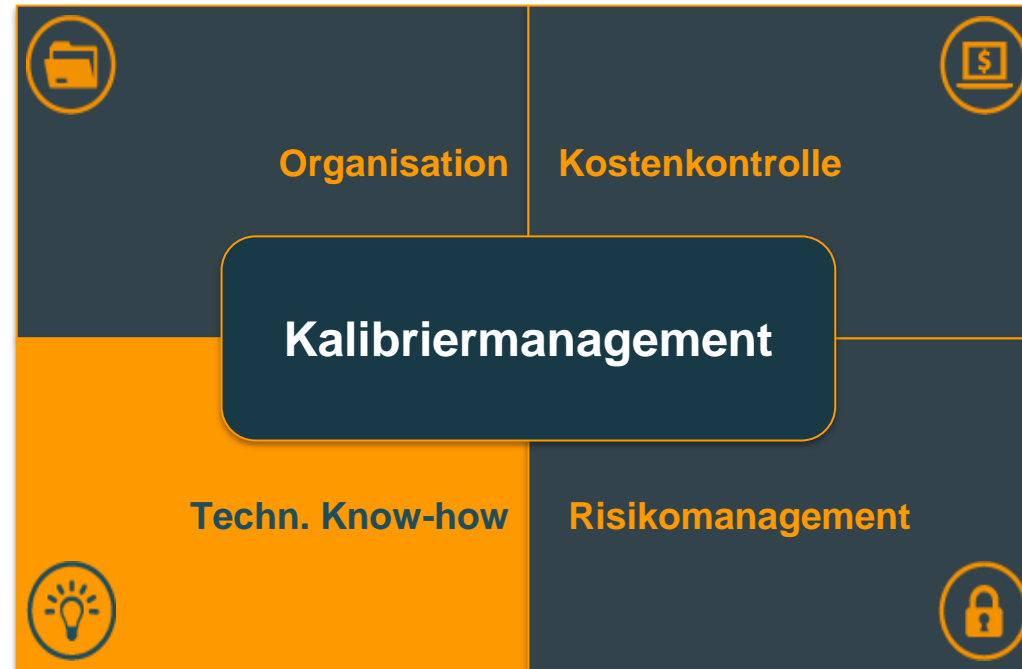 Organisation
Kostenkontrolle
Kalibriermanagement
Techn. Know-how
Risikomanagement
$